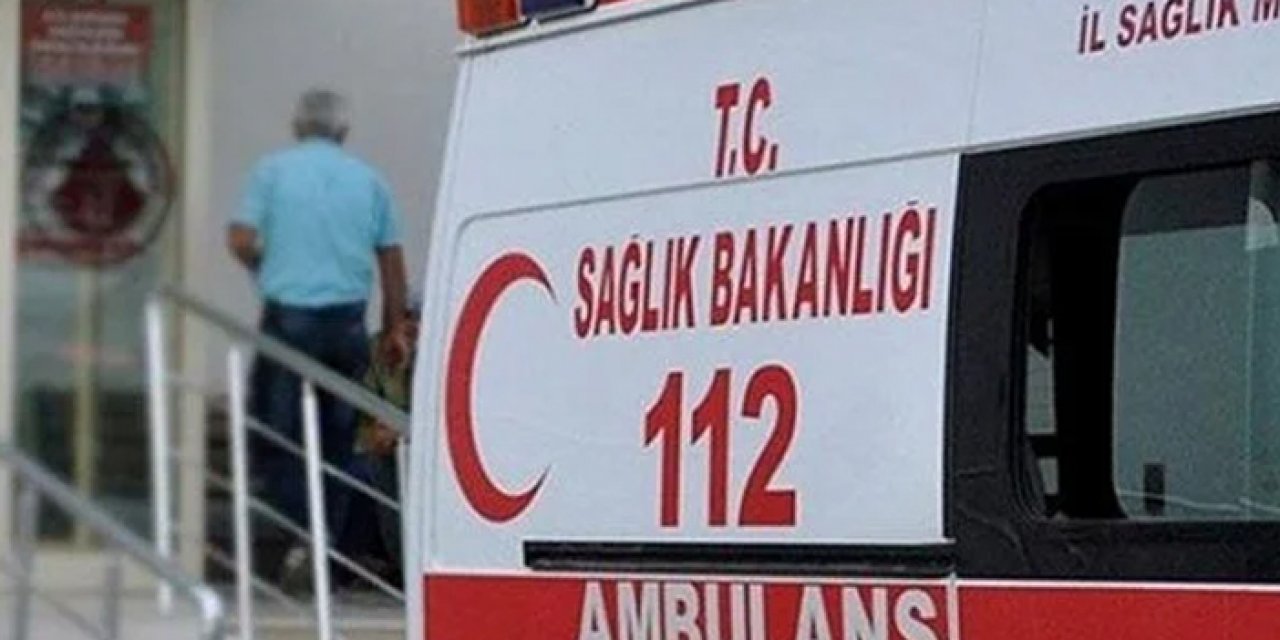 İL SAĞLIK M
T.C.
SAĞLIK BAKANLIĞI
112
AMBULANS